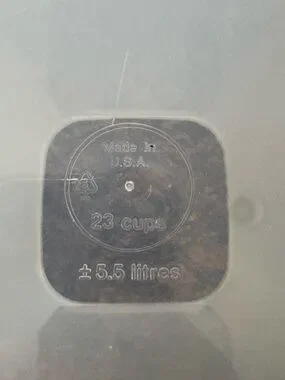 Made in
U.S.A.
23 cups
± 5.5 litres